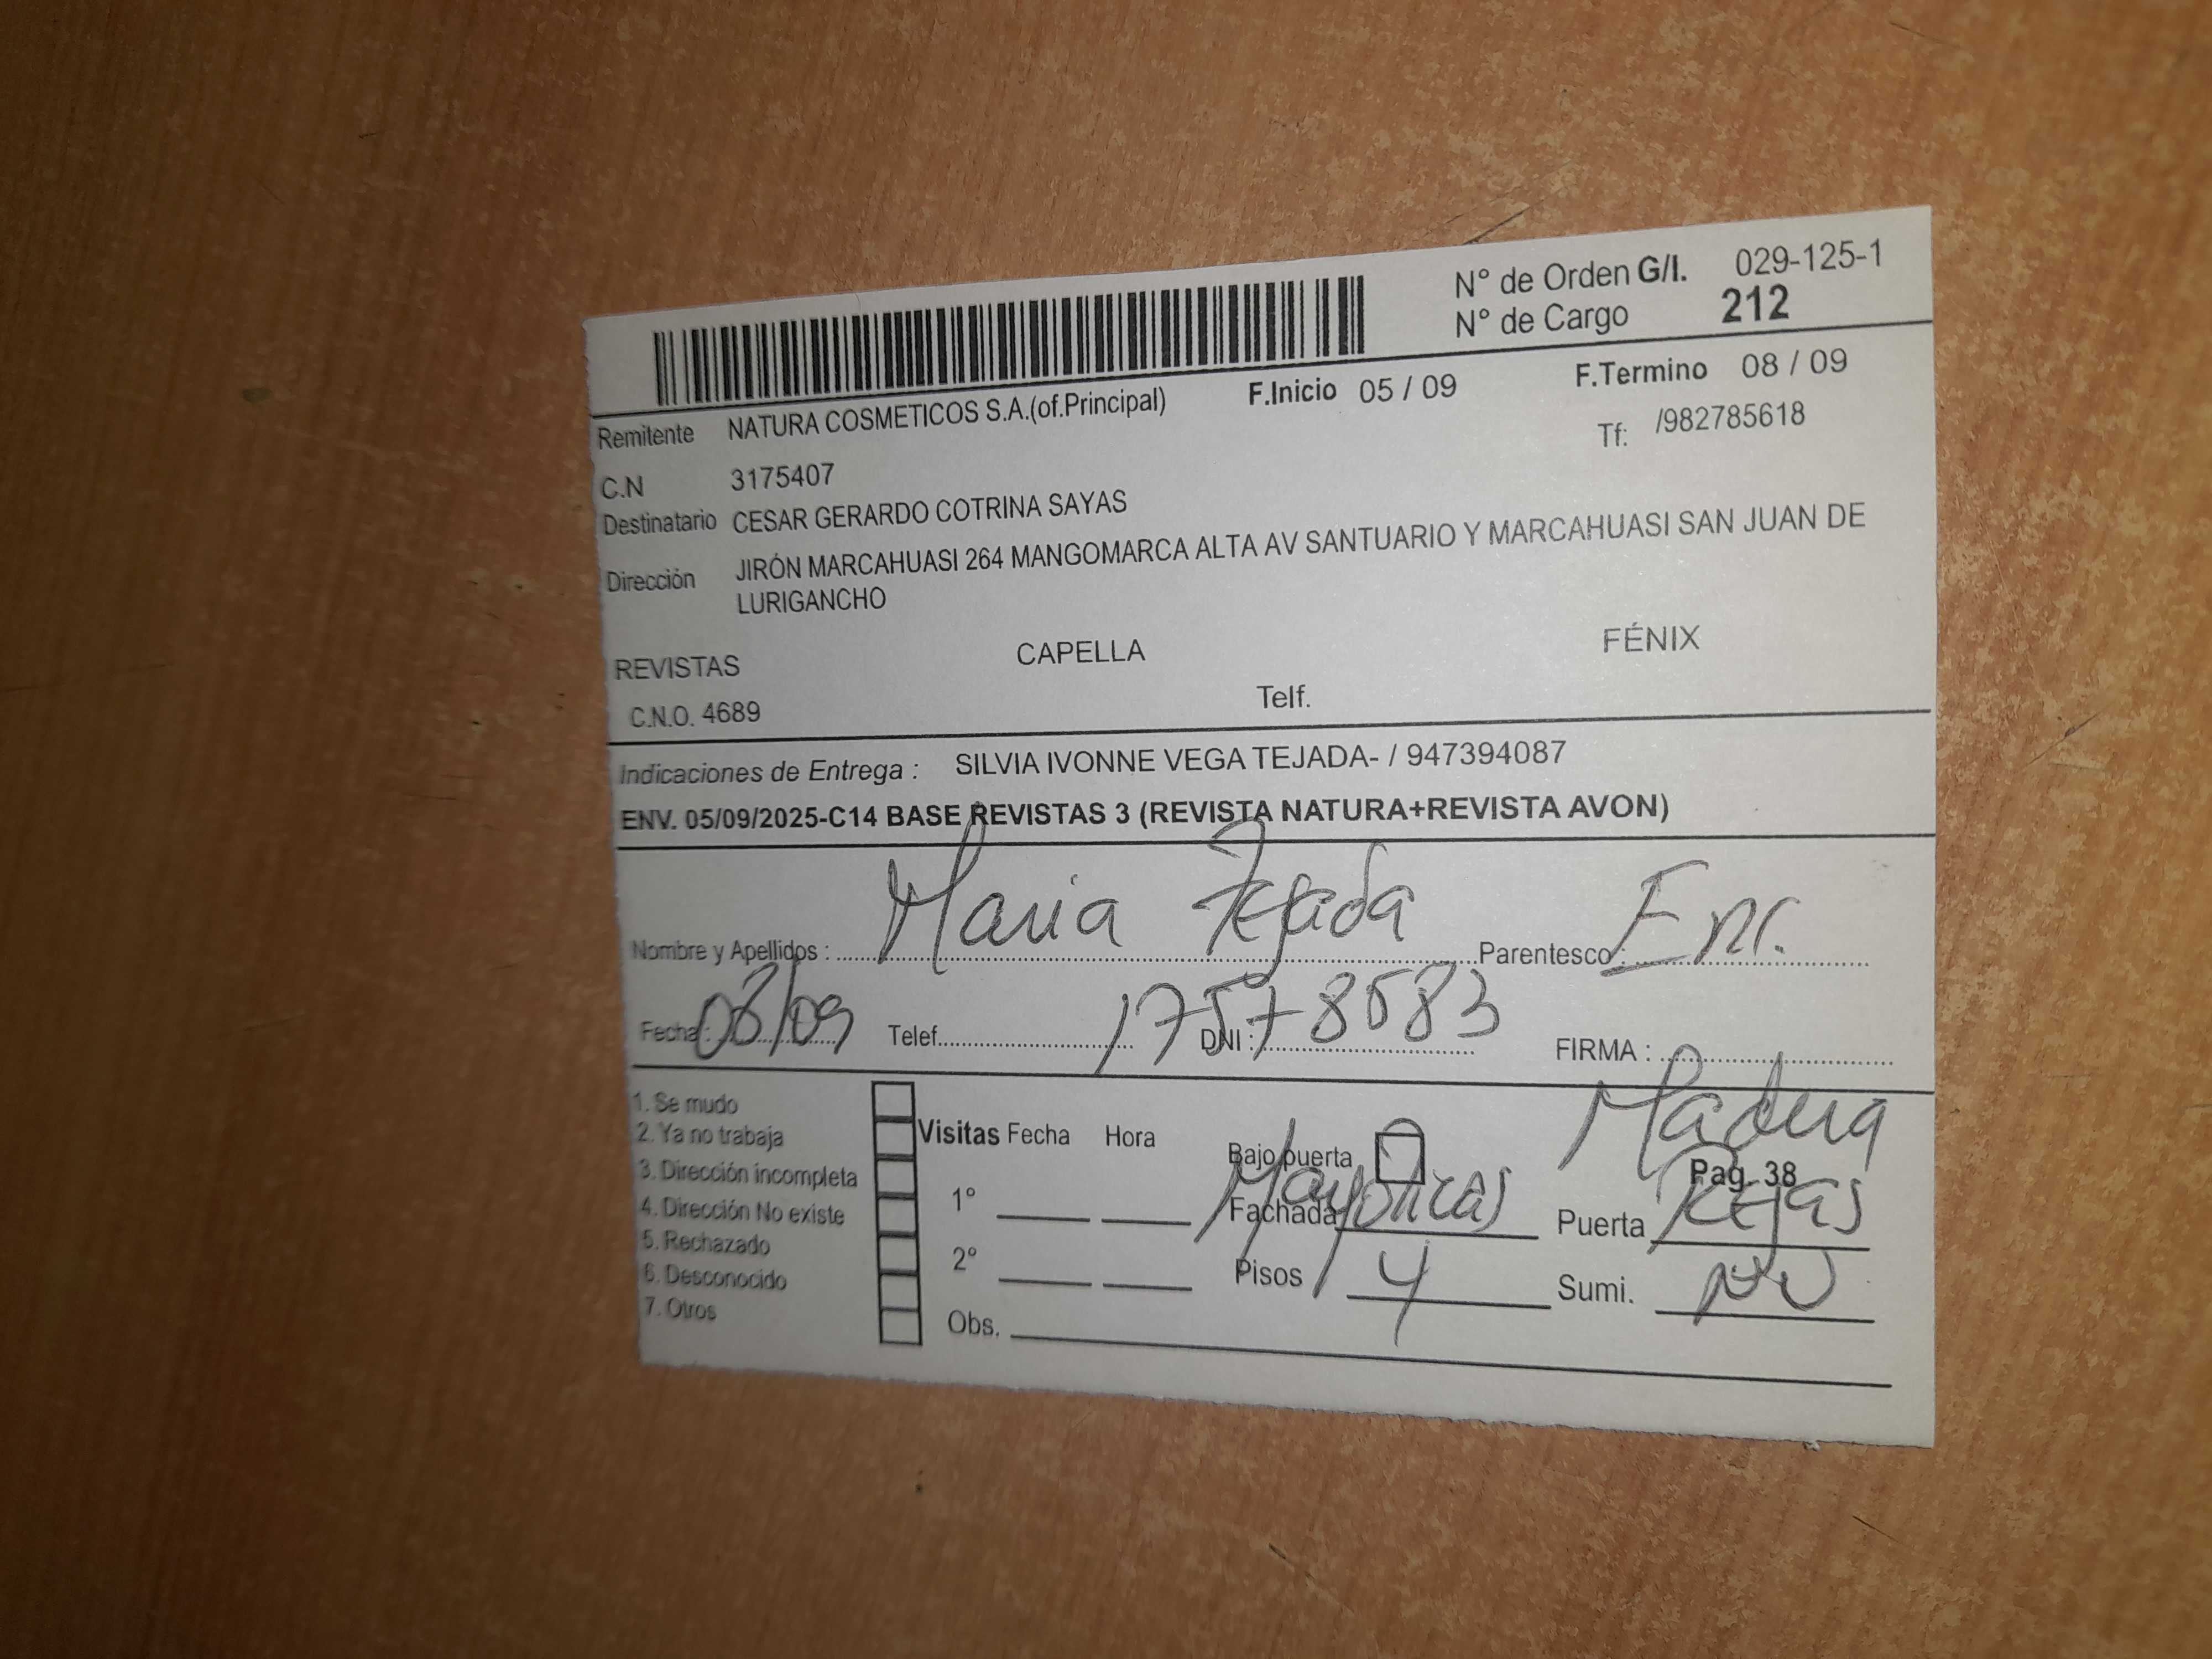 N° de Orden G/I. 029-125-1
N° de Cargo 212
F.Inicio 05 / 09 F.Termino 08 / 09
Remitente NATURA COSMETICOS S.A.(of.Principal) Tf: /982785618
C.N 3175407
Destinatario CESAR GERARDO COTRINA SAYAS
Dirección JIRÓN MARCAHUASI 264 MANGOMARCA ALTA AV SANTUARIO Y MARCAHUASI SAN JUAN DE
LURIGANCHO
REVISTAS CAPELLA FÉNIX
C.N.O. 4689 Telf.
Indicaciones de Entrega : SILVIA IVONNE VEGA TEJADA- / 947394087
ENV. 05/09/2025-C14 BASE REVISTAS 3 (REVISTA NATURA+REVISTA AVON)
Nombre y Apellidos : Maria Tejada Parentesco : Enc.
Fecha : 08/09 Telef. DNI : 17578583 FIRMA :
1. Se mudo
2. Ya no trabaja
3. Dirección incompleta
4. Dirección No existe
5. Rechazado
6. Desconocido
7. Otros
Visitas Fecha Hora
1°
2°
Obs.
Bajo puerta Madera
Pag. 38
Fachada Mayolicas Puerta Rejas
Pisos 4 Sumi.